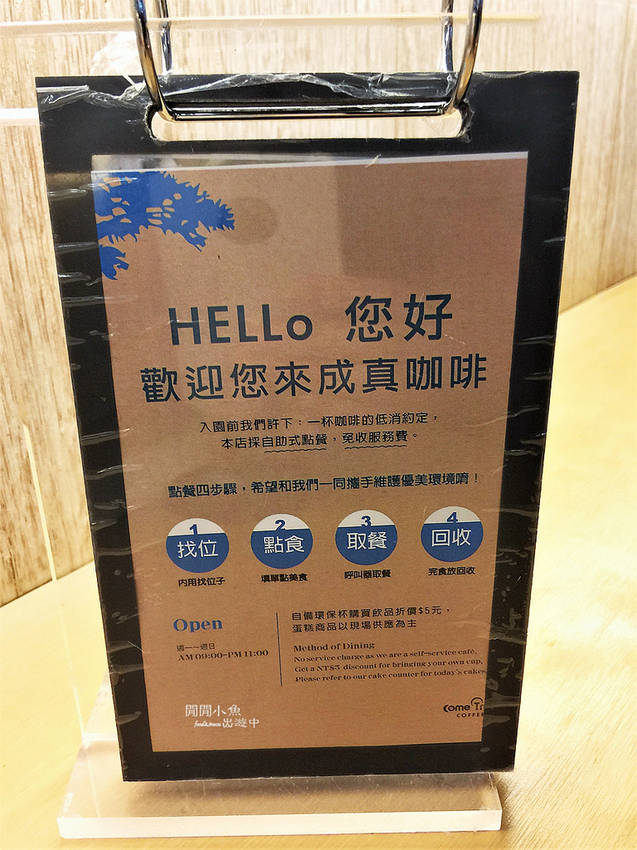 HELLo 您好
歡迎您來成真咖啡
入園前我們許下：一杯咖啡的低消約定，
本店採自助式點餐，免收服務費。
點餐四步驟，希望和我們一同攜手維護優美環境唷！
1 2 3 4
找位 點食 取餐 回收
內用找位子 填單點美食 呼叫器取餐 完食放回收
Open
週一~週日
AM 09:00-PM 11:00
自備環保杯購買飲品折價$5元，
蛋糕商品以現場供應為主
Method of Dining
No service charge as we are a self-service café.
Get a NT$5 discount for bringing your own cup.
Please refer to our cake counter for today's cakes
Come Tr
COFFE
閒閒小魚
出遊中